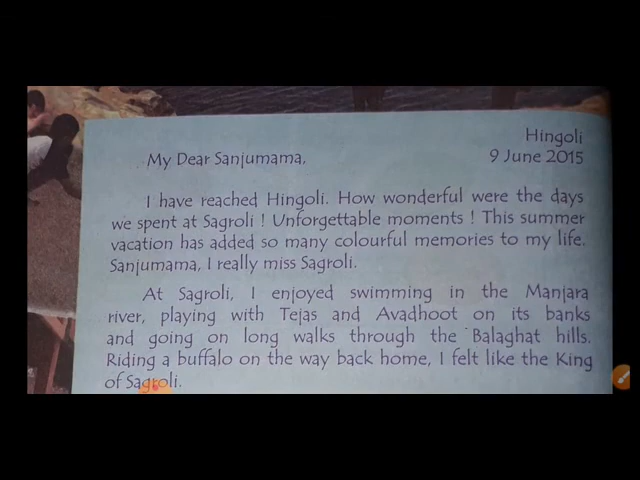 Hingoli
My Dear Sanjumama,
9 June 2015
I have reached Hingoli. How wonderful were the days
we spent at Sagroli ! Unforgettable moments ! This summer
vacation has added so many colourful memories to my life.
Sanjumama, I really miss Sagroli.
At Sagroli, I enjoyed swimming in the Manjara
river, playing with Tejas and Avadhoot on its banks
and going on long walks through the Balaghat hills.
Riding a buffalo on the way back home, I felt like the King
of Sagroli.